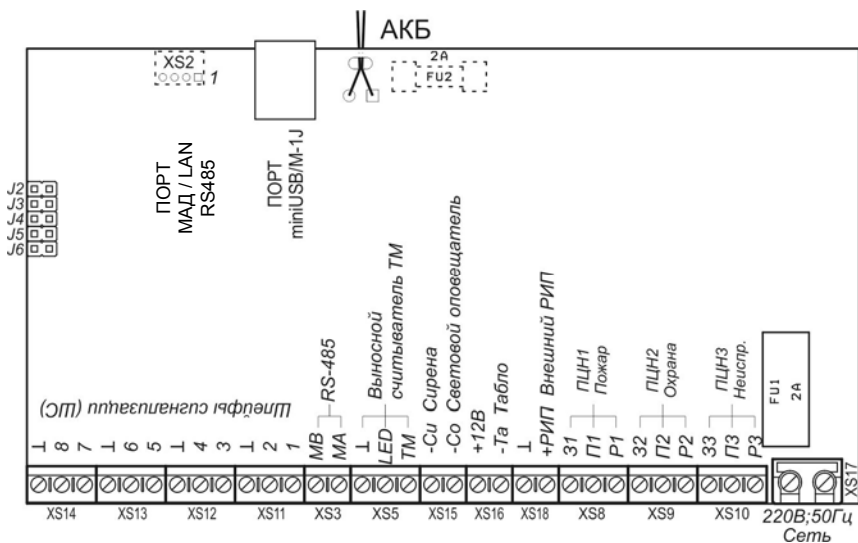 АКБ
XS2
1
2А
FU2
ПОРТ
МАД / LAN
RS485
ПОРТ
miniUSB/M-1J
J2
J3
J4
J5
J6
Шлейфы сигнализации (ШС)
RS-485
Выносной
считыватель ТМ
-Си Сирена
-Со Световой оповещатель
+12В
-Та Табло
+РИП Внешний РИП
ПЦН1
Пожар
ПЦН2
Охрана
ПЦН3
Неиспр.
FU1
2А
⊥ 8 7 ⊥ 6 5 ⊥ 4 3 ⊥ 2 1 МВ МА ⊥ LED ТМ ⊥ З1 П1 Р1 З2 П2 Р2 З3 П3 Р3
XS14 XS13 XS12 XS11 XS3 XS5 XS15 XS16 XS18 XS8 XS9 XS10 XS17
220В;50Гц
Сеть